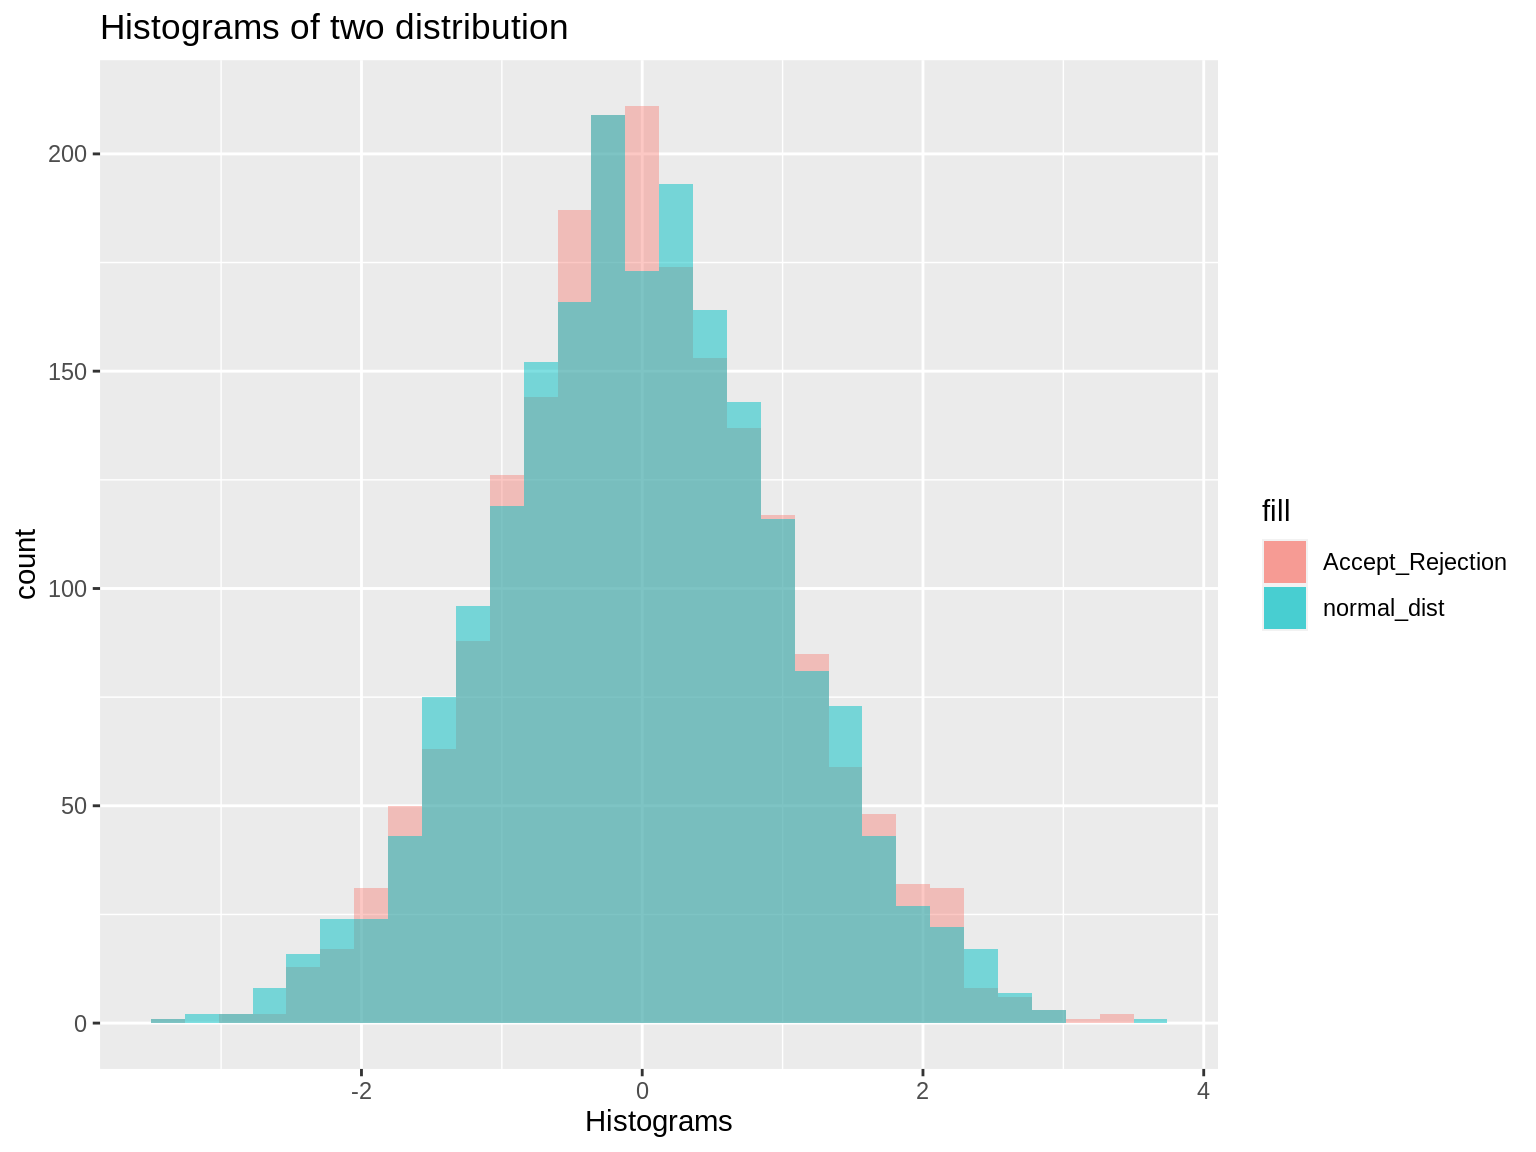 Histograms of two distribution
200
150
100
50
0
count
-2 0 2 4
Histograms
fill
Accept_Rejection
normal_dist